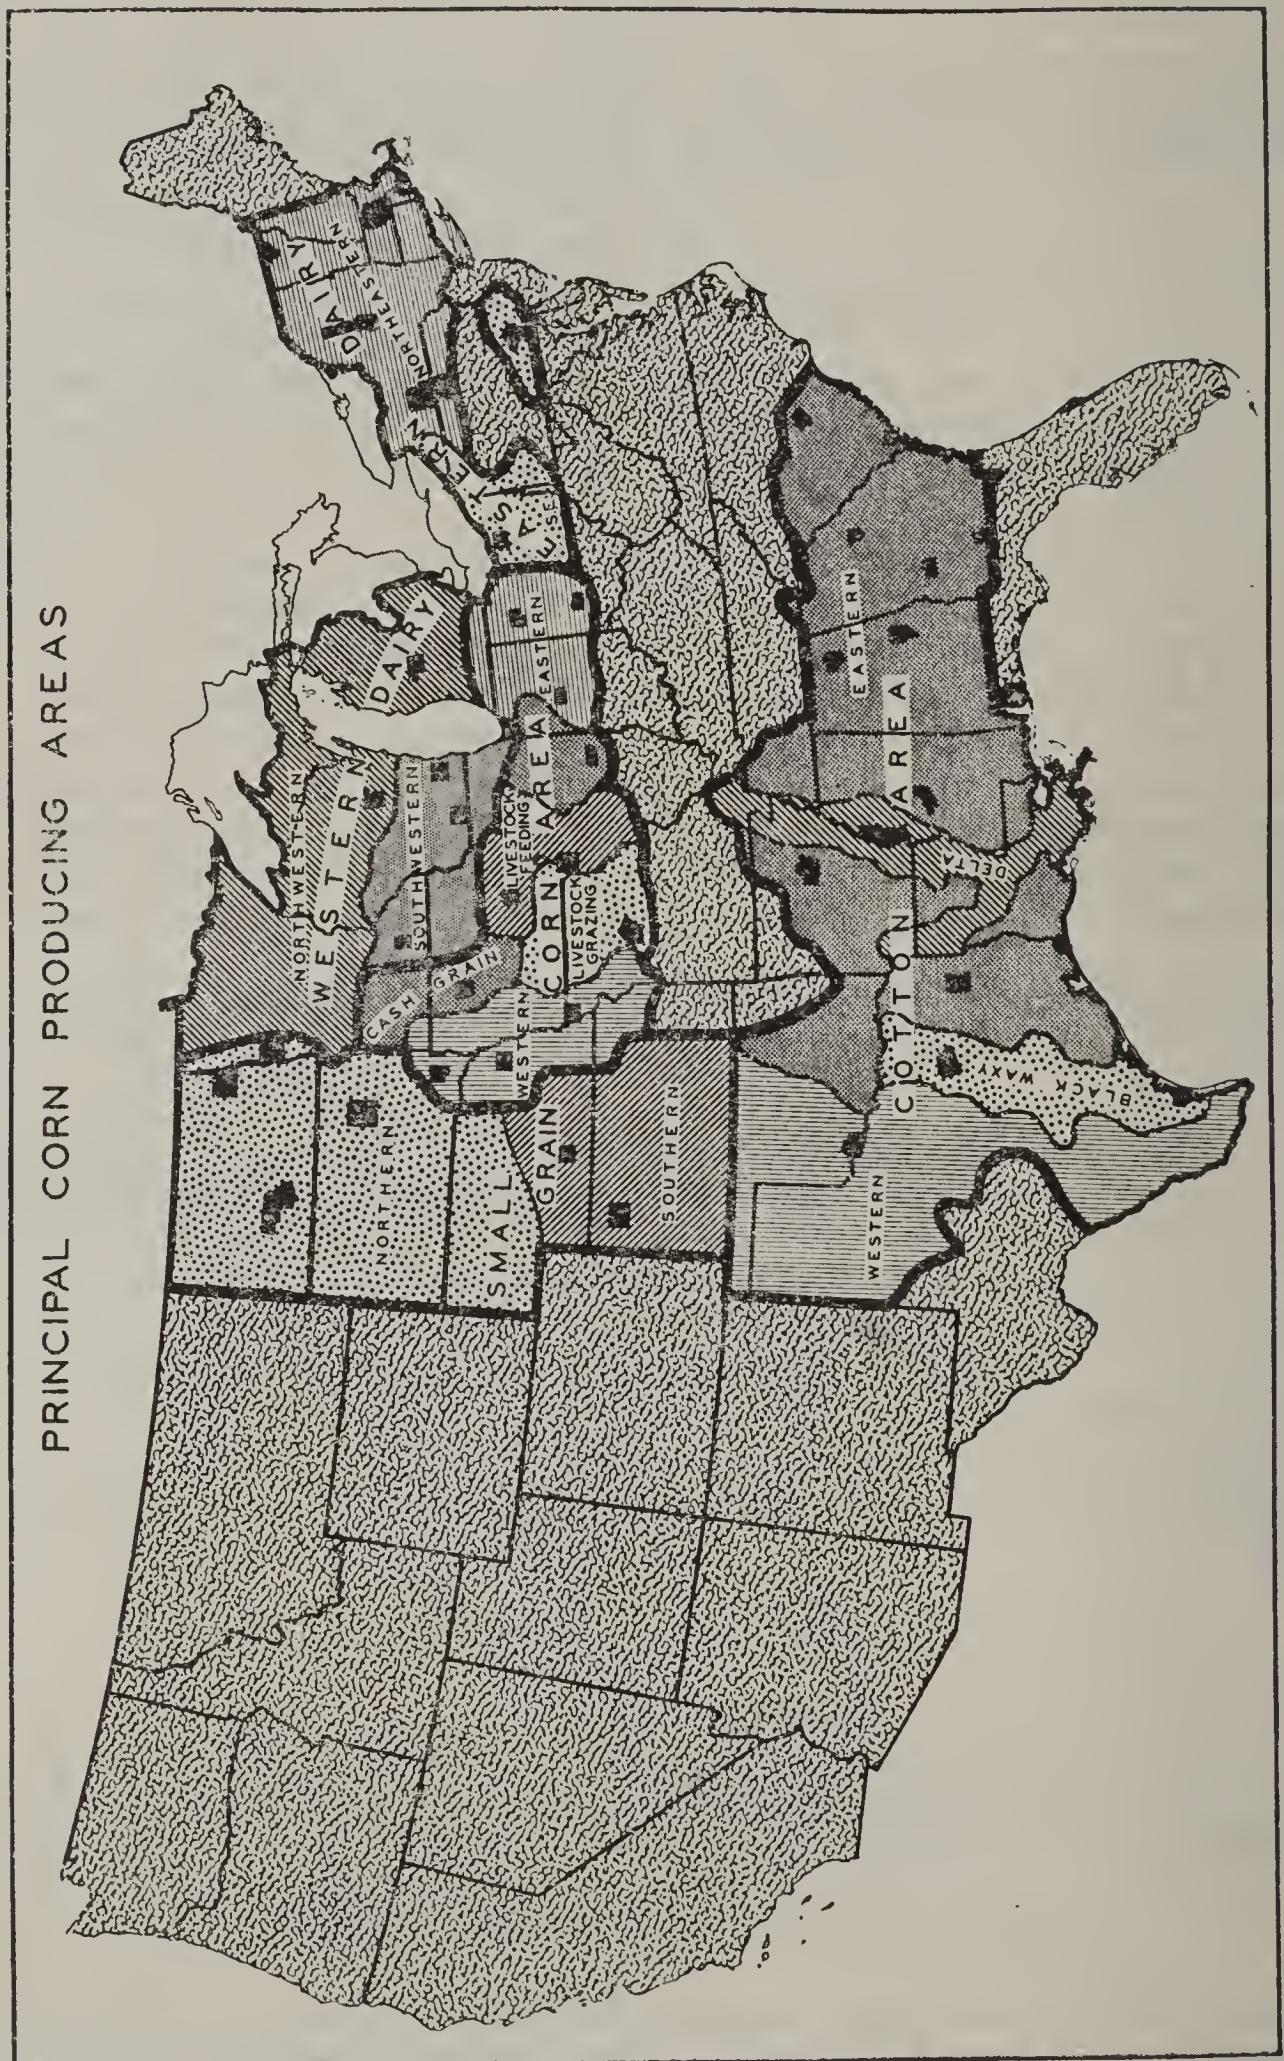 PRINCIPAL CORN PRODUCING AREAS
WESTERN DAIRY
NORTHWESTERN
SOUTHWESTERN
EASTERN DAIRY
NORTHEASTERN
S.E.
CORN AREA
CASH GRAIN
LIVESTOCK
FEEDING
LIVESTOCK
GRAZING
WESTERN
EASTERN
SMALL GRAIN
NORTHERN
SOUTHERN
COTTON AREA
WESTERN
BLACK
WAXY
DELTA
EASTERN